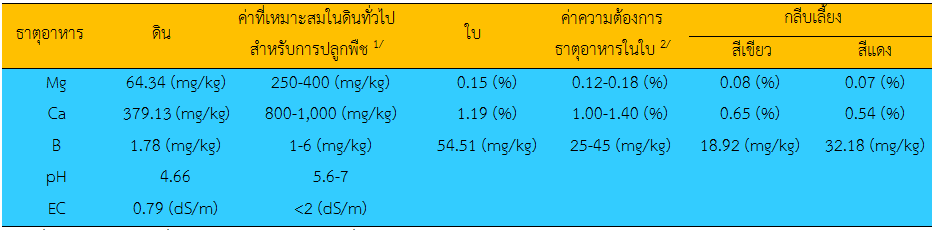 ธาตุอาหาร ดิน ค่าที่เหมาะสมในดินทั่วไป ใบ ค่าความต้องการ กลีบเลี้ยง
สำหรับการปลูกพืช 1/ ธาตุอาหารในใบ 2/ สีเขียว สีแดง
Mg 64.34 (mg/kg) 250-400 (mg/kg) 0.15 (%) 0.12-0.18 (%) 0.08 (%) 0.07 (%)
Ca 379.13 (mg/kg) 800-1,000 (mg/kg) 1.19 (%) 1.00-1.40 (%) 0.65 (%) 0.54 (%)
B 1.78 (mg/kg) 1-6 (mg/kg) 54.51 (mg/kg) 25-45 (mg/kg) 18.92 (mg/kg) 32.18 (mg/kg)
pH 4.66 5.6-7
EC 0.79 (dS/m) <2 (dS/m)